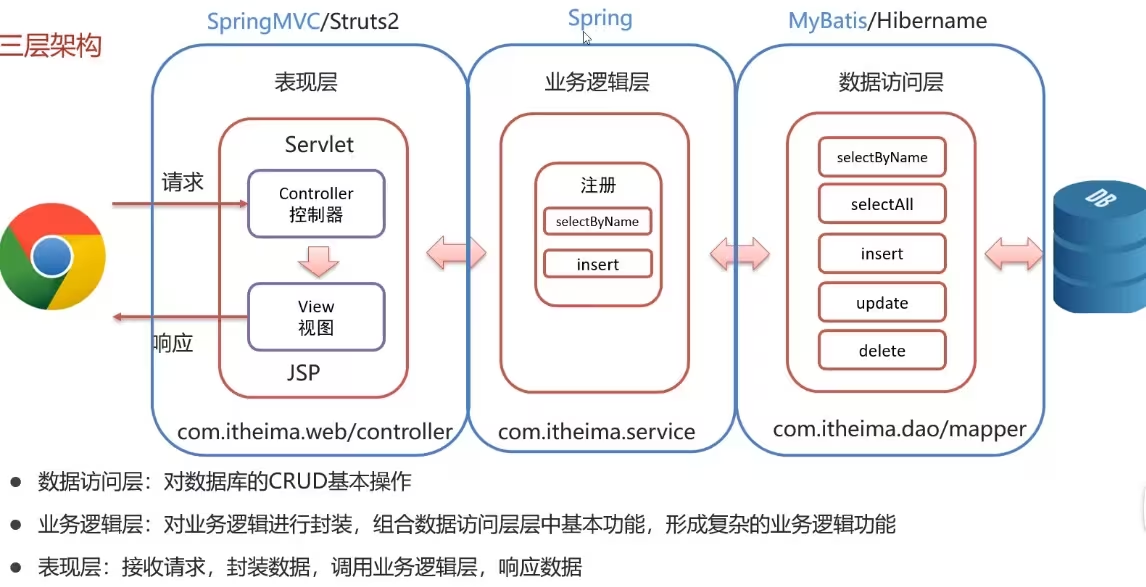 SpringMVC/Struts2
Spring
MyBatis/Hibername
三层架构
表现层
业务逻辑层
数据访问层
Servlet
Controller
控制器
请求
View
视图
响应
JSP
注册
selectByName
insert
selectByName
selectAll
insert
update
delete
DB
com.itheima.web/controller
com.itheima.service
com.itheima.dao/mapper
● 数据访问层：对数据库的CRUD基本操作
● 业务逻辑层：对业务逻辑进行封装，组合数据访问层层中基本功能，形成复杂的业务逻辑功能
● 表现层：接收请求，封装数据，调用业务逻辑层，响应数据